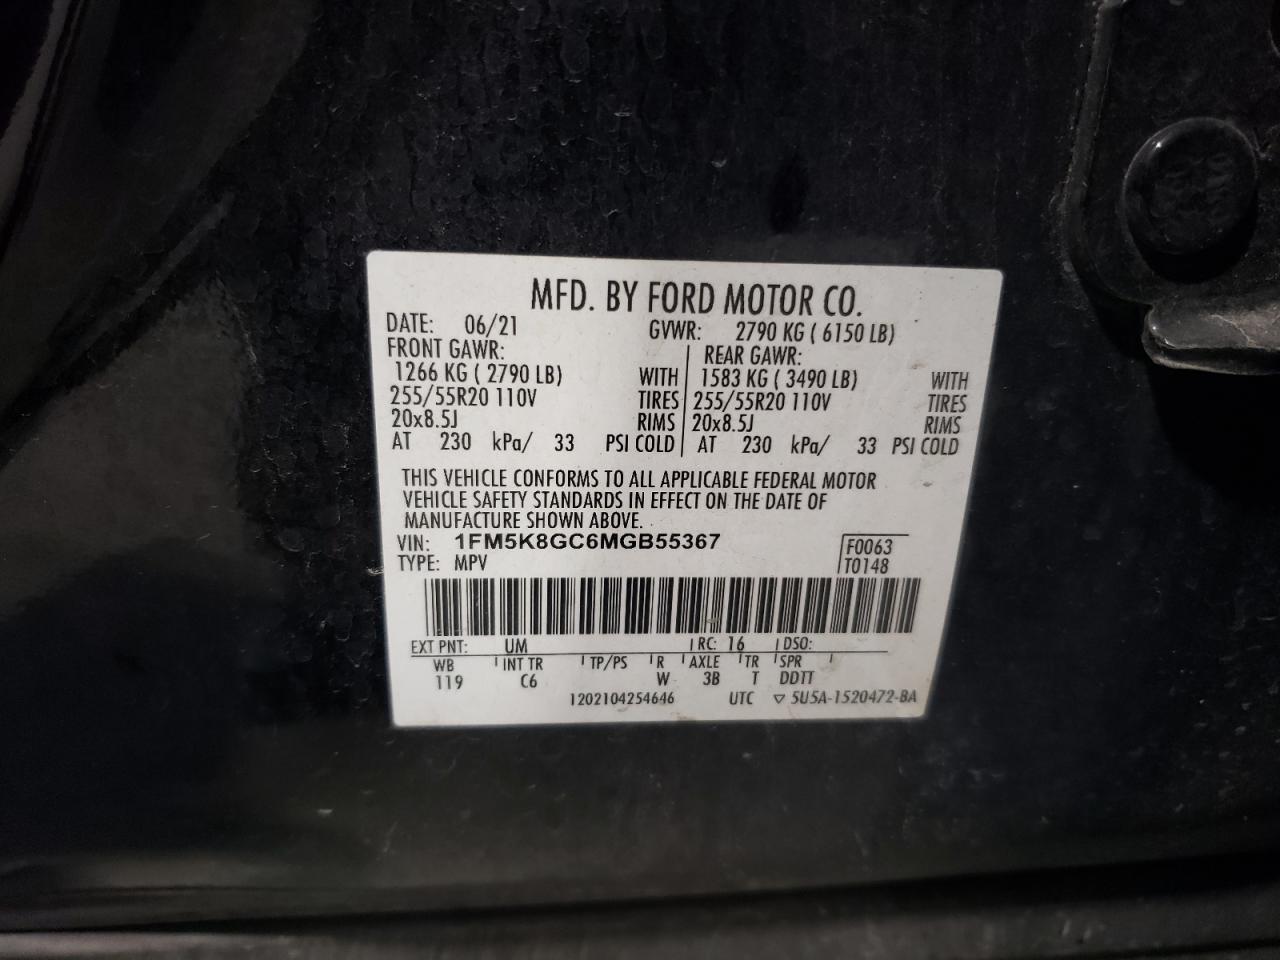 MFD. BY FORD MOTOR CO.
DATE: 06/21 GVWR: 2790 KG ( 6150 LB)
FRONT GAWR: REAR GAWR:
1266 KG ( 2790 LB) WITH 1583 KG ( 3490 LB) WITH
255/55R20 110V TIRES 255/55R20 110V TIRES
20x8.5J RIMS 20x8.5J RIMS
AT 230 kPa/ 33 PSI COLD AT 230 kPa/ 33 PSI COLD
THIS VEHICLE CONFORMS TO ALL APPLICABLE FEDERAL MOTOR
VEHICLE SAFETY STANDARDS IN EFFECT ON THE DATE OF
MANUFACTURE SHOWN ABOVE.
VIN: 1FM5K8GC6MGB55367 F0063
TYPE: MPV T0148
EXT PNT: UM RC: 16 DSO:
WB INT TR TP/PS R AXLE TR SPR
119 C6 W 3B T DDTT
1202104254646 UTC ▽ 5U5A-1520472-BA